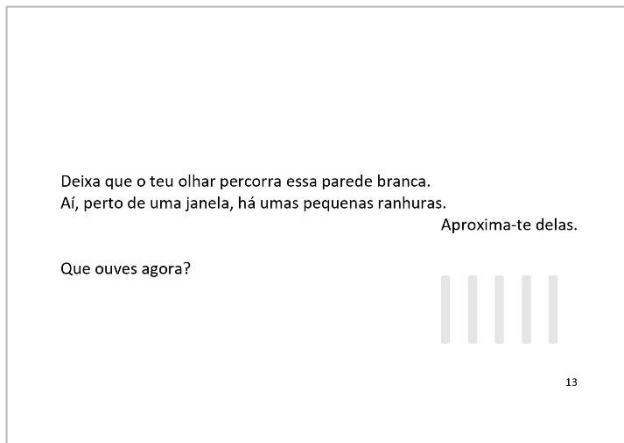 Deixa que o teu olhar percorra essa parede branca.
Aí, perto de uma janela, há umas pequenas ranhuras.
Aproxima-te delas.
Que ouves agora?
13